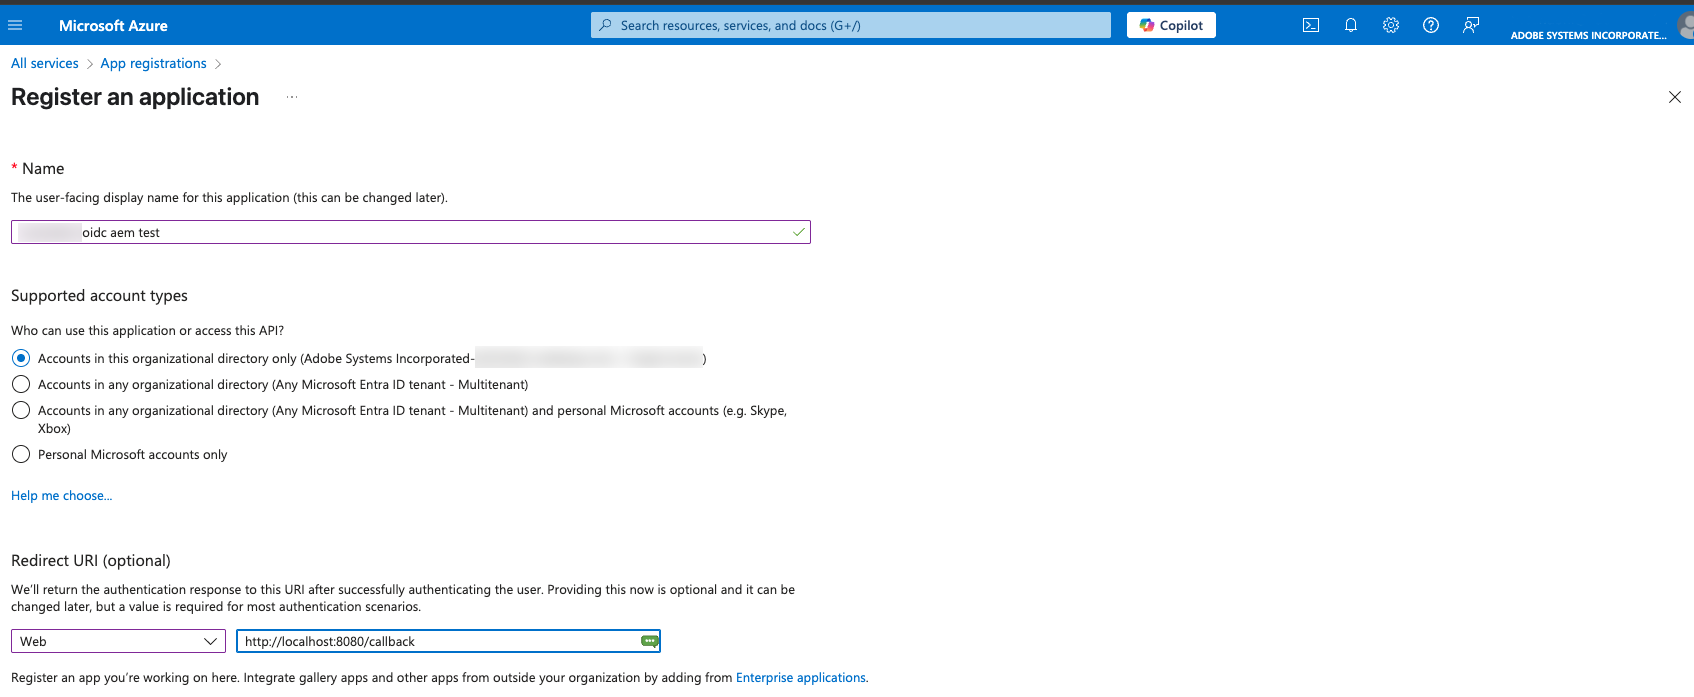 Microsoft Azure
Search resources, services, and docs (G+/)
Copilot
ADOBE SYSTEMS INCORPORATE...
All services > App registrations >
Register an application ...
* Name
The user-facing display name for this application (this can be changed later).
oidc aem test
Supported account types
Who can use this application or access this API?
Accounts in this organizational directory only (Adobe Systems Incorporated- )
Accounts in any organizational directory (Any Microsoft Entra ID tenant - Multitenant)
Accounts in any organizational directory (Any Microsoft Entra ID tenant - Multitenant) and personal Microsoft accounts (e.g. Skype,
Xbox)
Personal Microsoft accounts only
Help me choose...
Redirect URI (optional)
We'll return the authentication response to this URI after successfully authenticating the user. Providing this now is optional and it can be
changed later, but a value is required for most authentication scenarios.
Web
http://localhost:8080/callback
Register an app you're working on here. Integrate gallery apps and other apps from outside your organization by adding from Enterprise applications.